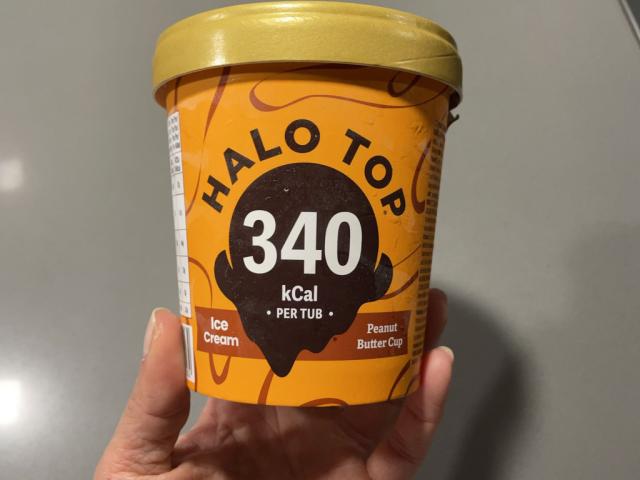 HALO TOP
340
kCal
• PER TUB •
Ice
Cream
Peanut
Butter Cup